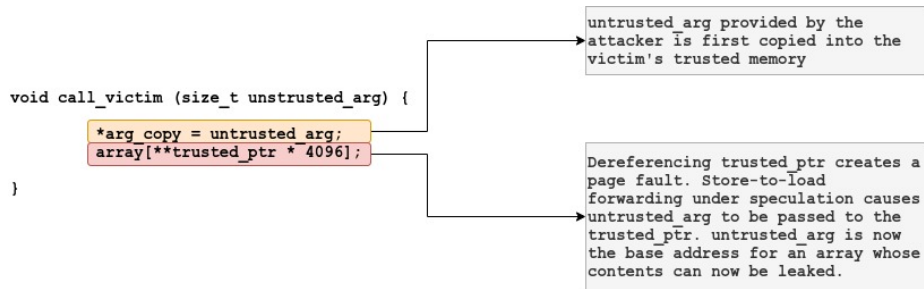 untrusted_arg provided by the
attacker is first copied into the
victim's trusted memory
void call_victim (size_t unstrusted_arg) {
*arg_copy = untrusted_arg;
array[**trusted_ptr * 4096];
}
Dereferencing trusted_ptr creates a
page fault. Store-to-load
forwarding under speculation causes
untrusted_arg to be passed to the
trusted_ptr. untrusted_arg is now
the base address for an array whose
contents can now be leaked.